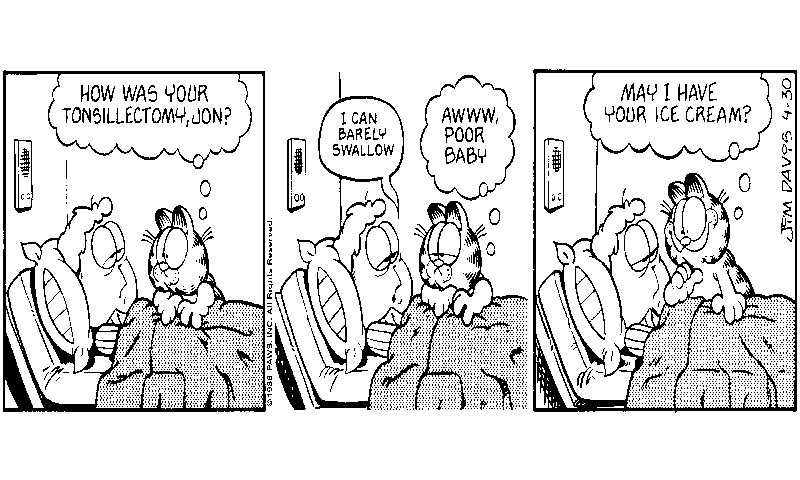 HOW WAS YOUR
TONSILLECTOMY, JON?
I CAN
BARELY
SWALLOW
AWWW,
POOR
BABY
MAY I HAVE
YOUR ICE CREAM?
JIM DAVIS 4-30
© 1988 PAWS, INC. All Rights Reserved.